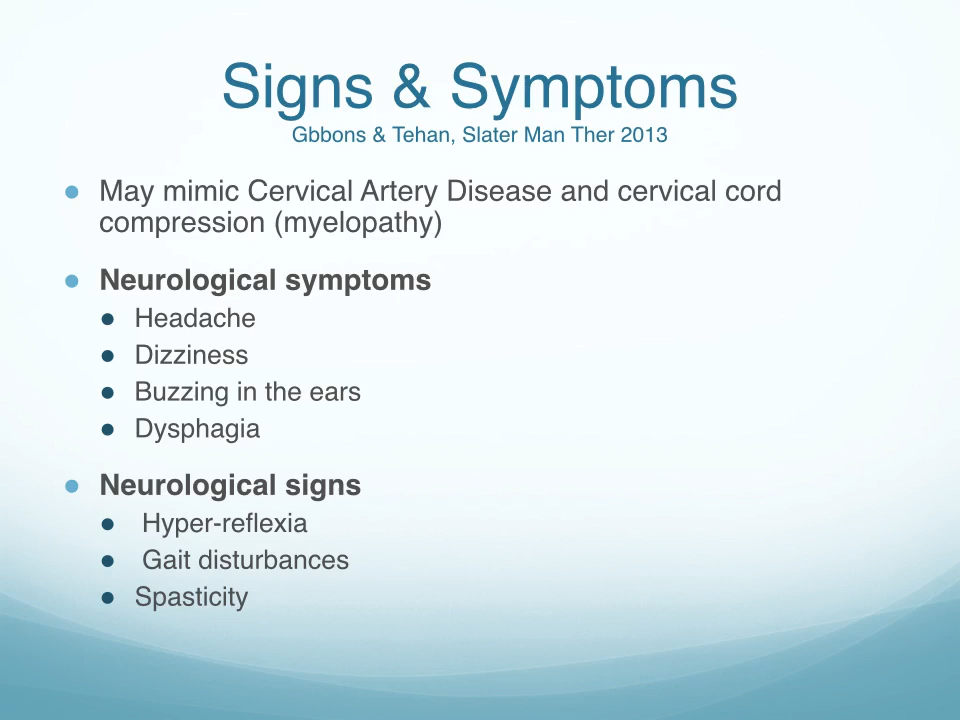 Signs & Symptoms
Gbbons & Tehan, Slater Man Ther 2013
● May mimic Cervical Artery Disease and cervical cord
compression (myelopathy)
● Neurological symptoms
● Headache
● Dizziness
● Buzzing in the ears
● Dysphagia
● Neurological signs
● Hyper-reflexia
● Gait disturbances
● Spasticity